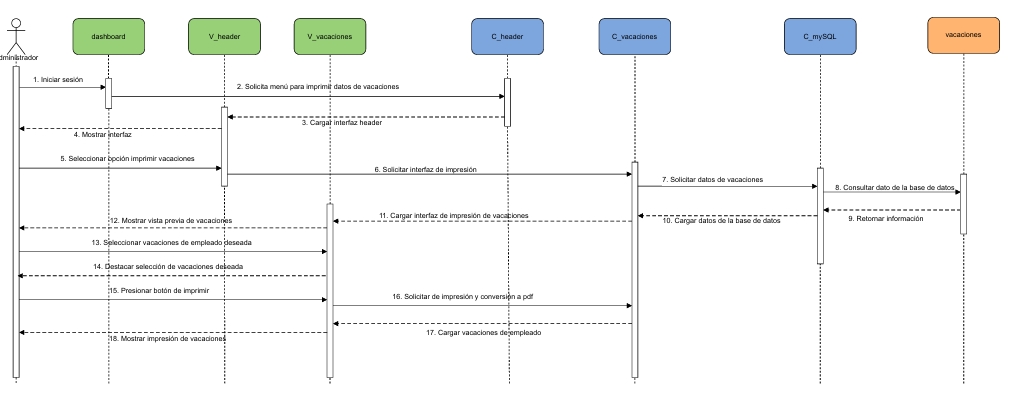 dashboard
V_header
V_vacaciones
C_header
C_vacaciones
C_mySQL
vacaciones
dministrador
1. Iniciar sesión
2. Solicita menú para imprimir datos de vacaciones
3. Cargar interfaz header
4. Mostrar interfaz
5. Seleccionar opción imprimir vacaciones
6. Solicitar interfaz de impresión
7. Solicitar datos de vacaciones
8. Consultar dato de la base de datos
9. Retornar información
10. Cargar datos de la base de datos
11. Cargar interfaz de impresión de vacaciones
12. Mostrar vista previa de vacaciones
13. Seleccionar vacaciones de empleado deseada
14. Destacar selección de vacaciones deseada
15. Presionar botón de imprimir
16. Solicitar de impresión y conversión a pdf
17. Cargar vacaciones de empleado
18. Mostrar impresión de vacaciones